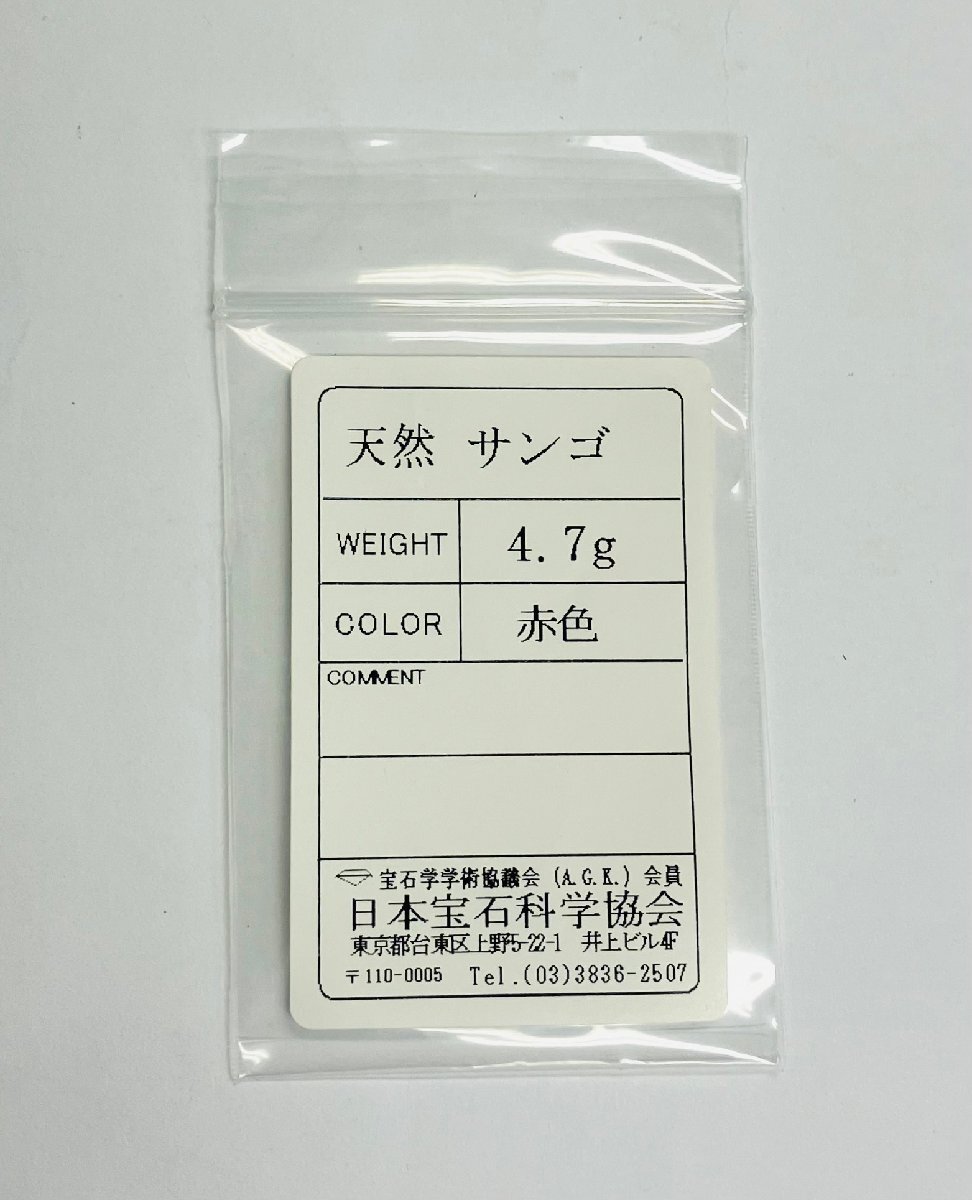 天然 サンゴ
WEIGHT 4.7g
COLOR 赤色
COMMENT
宝石学学術協議会 (A.G.K.) 会員
日本宝石科学協会
東京都台東区上野5-22-1 井上ビル4F
〒110-0005 Tel.(03)3836-2507